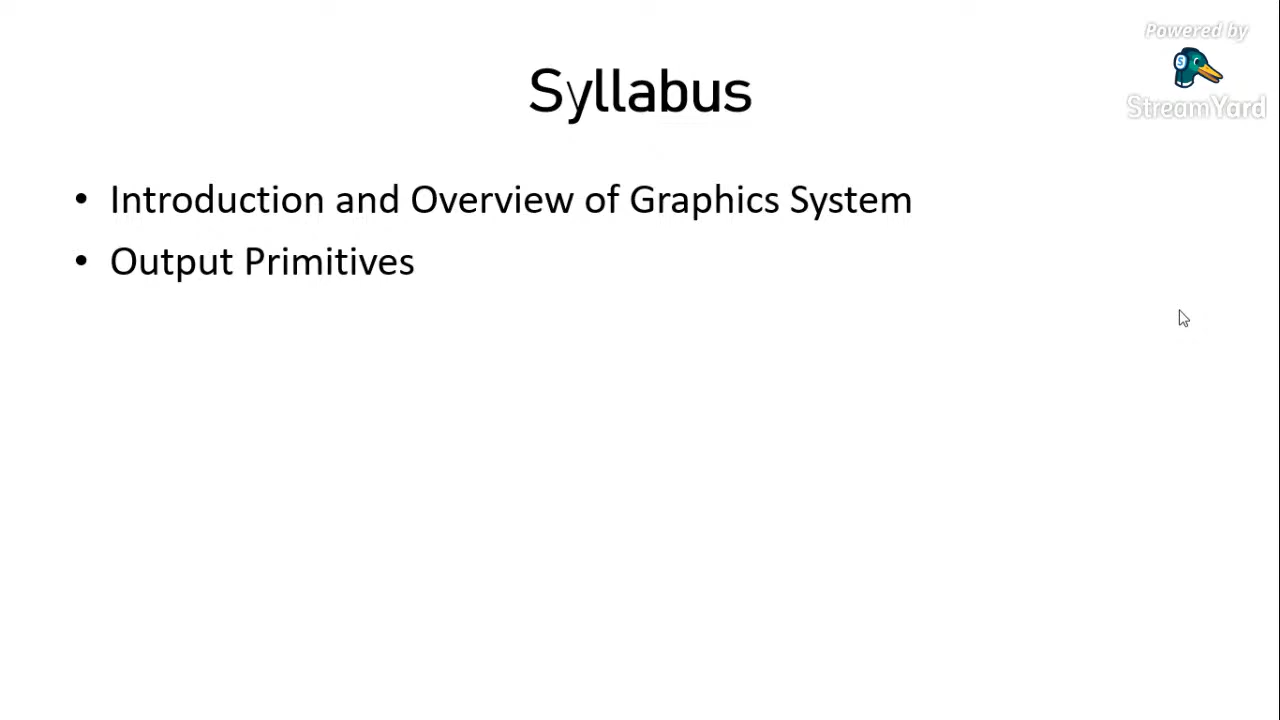 Powered by
StreamYard
Syllabus
• Introduction and Overview of Graphics System
• Output Primitives